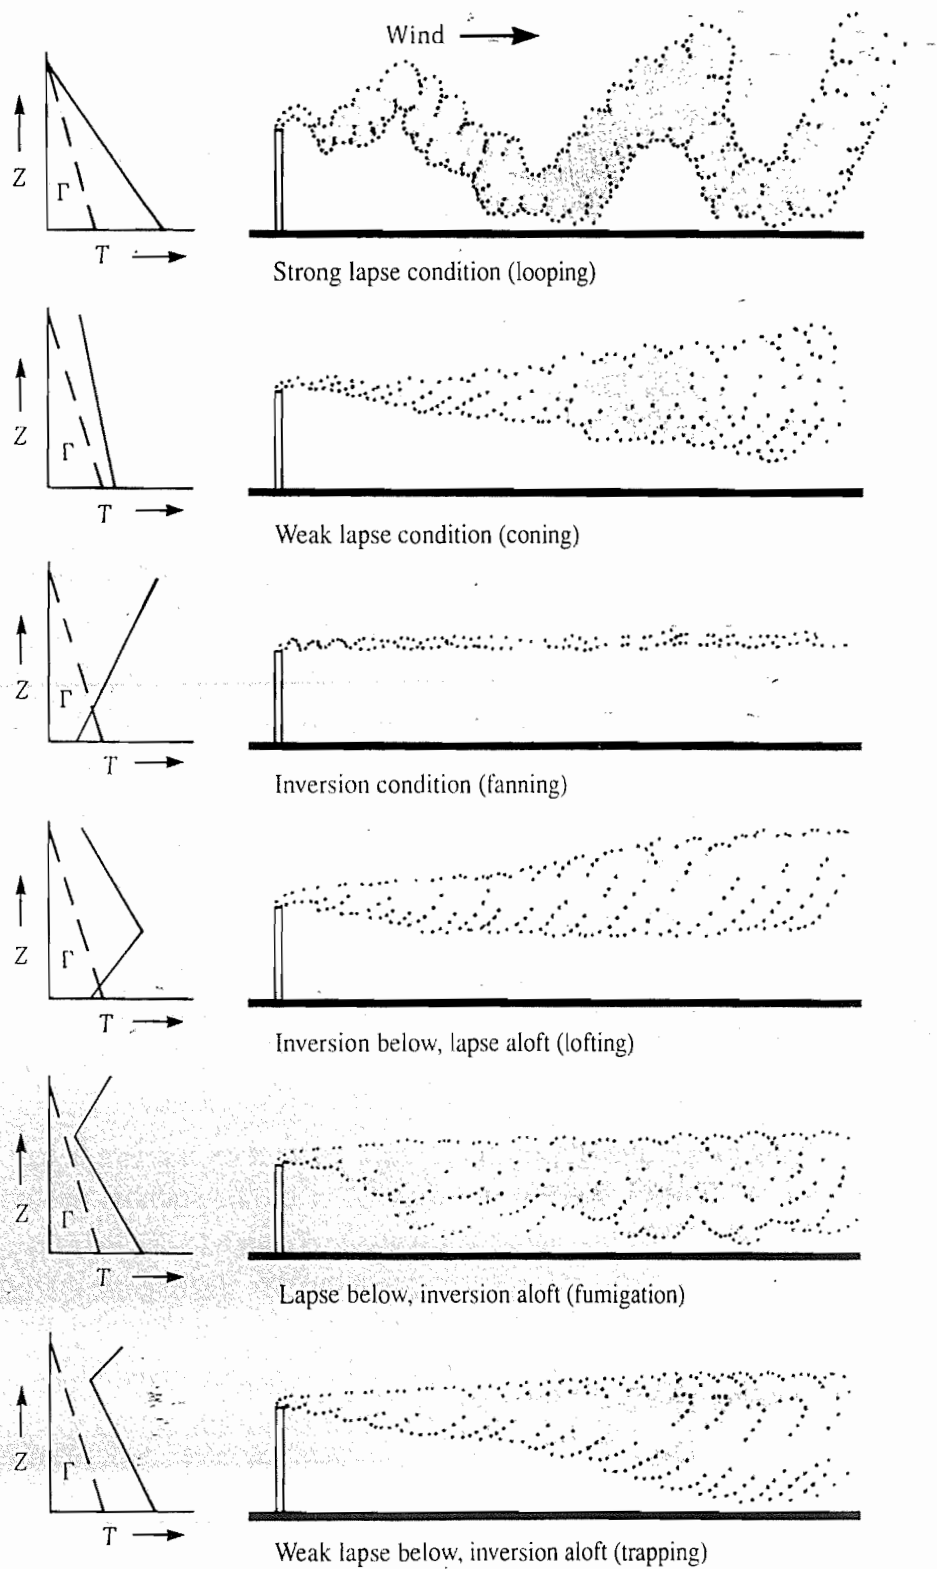 Wind
Z
Γ
T
Strong lapse condition (looping)
Z
Γ
T
Weak lapse condition (coning)
Z
Γ
T
Inversion condition (fanning)
Z
Γ
T
Inversion below, lapse aloft (lofting)
Z
Γ
T
Lapse below, inversion aloft (fumigation)
Z
Γ
T
Weak lapse below, inversion aloft (trapping)